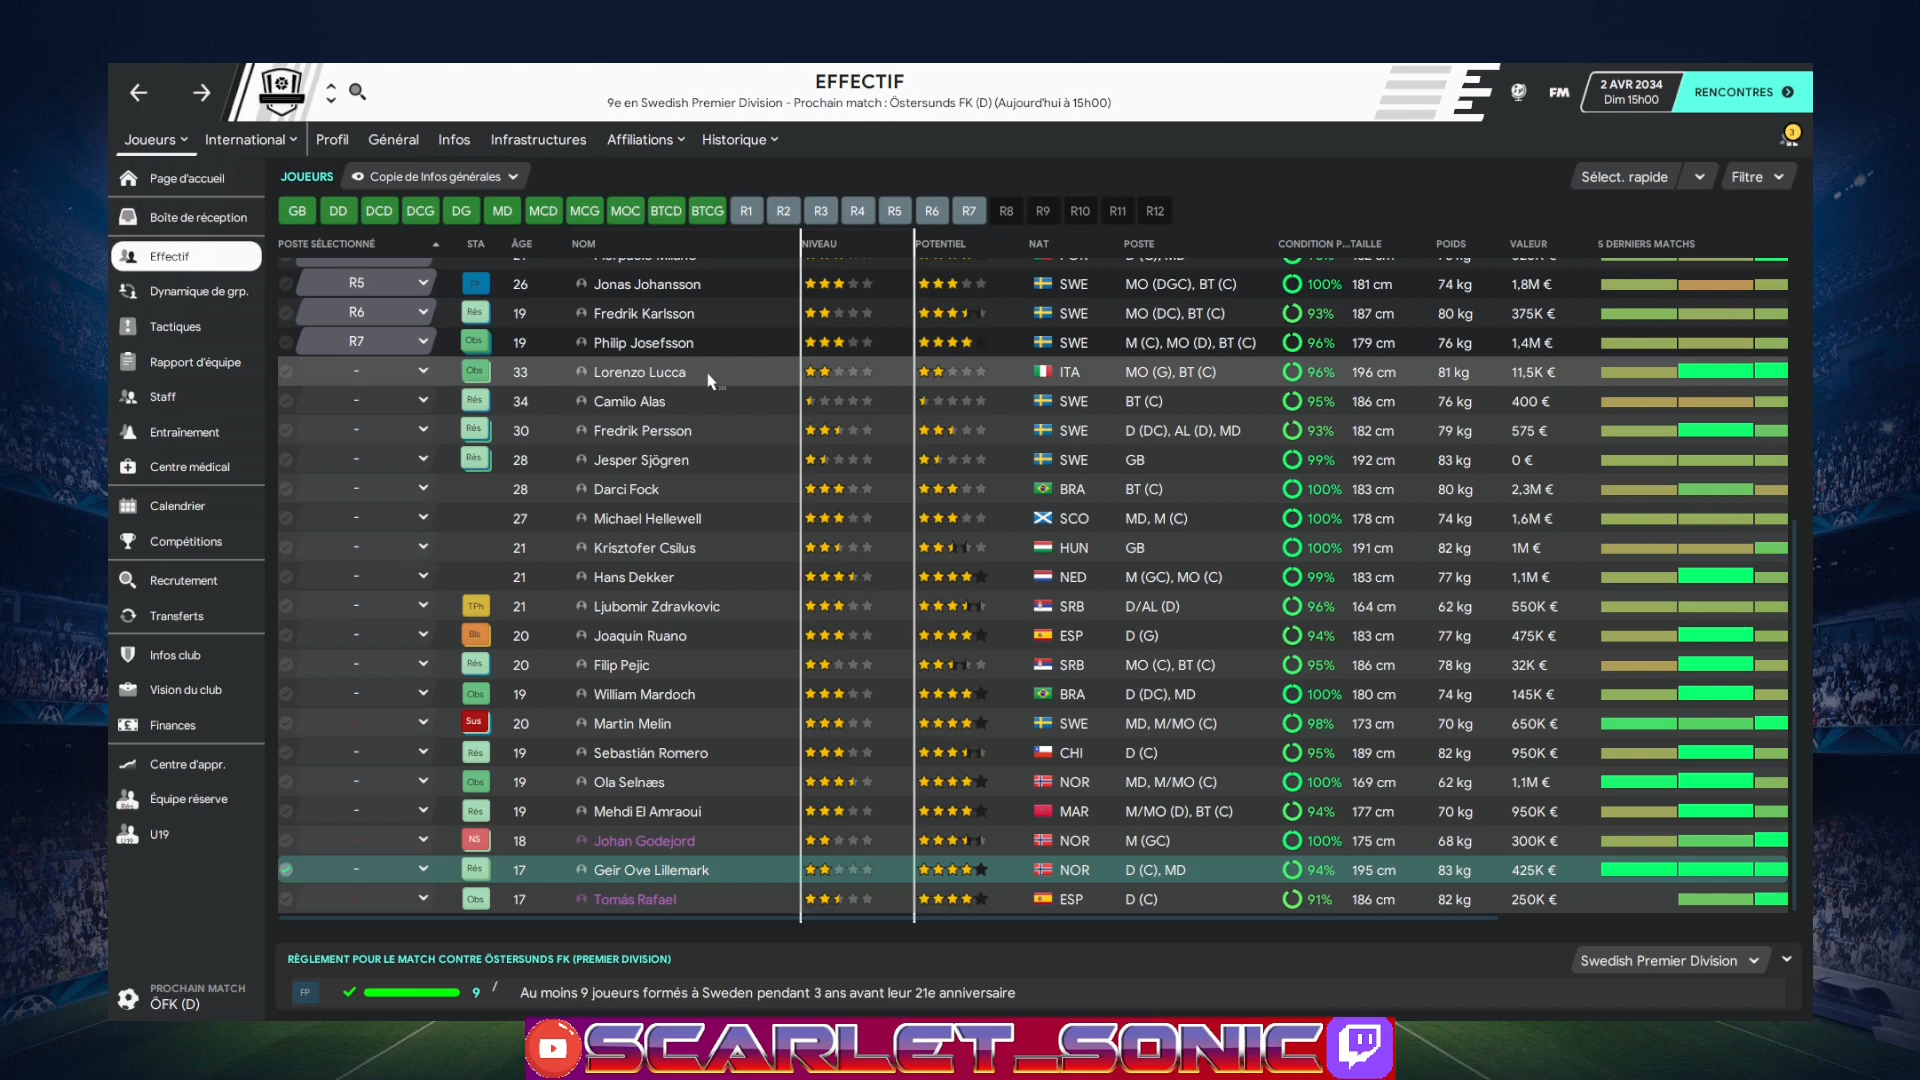 EFFECTIF
9e en Swedish Premier Division - Prochain match : Östersunds FK (D) (Aujourd'hui à 15h00)
FM
2 AVR 2034
Dim 15h00
RENCONTRES
Joueurs International Profil Général Infos Infrastructures Affiliations Historique
3
Page d'accueil
Boîte de réception
Effectif
Dynamique de grp.
Tactiques
Rapport d'équipe
Staff
Entraînement
Centre médical
Calendrier
Compétitions
Recrutement
Transferts
Infos club
Vision du club
Finances
Centre d'appr.
Équipe réserve
U19
PROCHAIN MATCH
ÖFK (D)
JOUEURS Copie de Infos générales Sélect. rapide Filtre
GB DD DCD DCG DG MD MCD MCG MOC BTCD BTCG R1 R2 R3 R4 R5 R6 R7 R8 R9 R10 R11 R12
POSTE SÉLECTIONNÉ STA ÂGE NOM NIVEAU POTENTIEL NAT POSTE CONDITION P... TAILLE POIDS VALEUR 5 DERNIERS MATCHS
R5 FP 26 Jonas Johansson SWE MO (DGC), BT (C) 100% 181 cm 74 kg 1,8M €
R6 Rés 19 Fredrik Karlsson SWE MO (DC), BT (C) 93% 187 cm 80 kg 375K €
R7 Obs 19 Philip Josefsson SWE M (C), MO (D), BT (C) 96% 179 cm 76 kg 1,4M €
- Obs 33 Lorenzo Lucca ITA MO (G), BT (C) 96% 196 cm 81 kg 11,5K €
- Rés 34 Camilo Alas SWE BT (C) 95% 186 cm 76 kg 400 €
- Rés 30 Fredrik Persson SWE D (DC), AL (D), MD 93% 182 cm 79 kg 575 €
- Rés 28 Jesper Sjögren SWE GB 99% 192 cm 83 kg 0 €
- 28 Darci Fock BRA BT (C) 100% 183 cm 80 kg 2,3M €
- 27 Michael Hellewell SCO MD, M (C) 100% 178 cm 74 kg 1,6M €
- 21 Krisztofer Csilus HUN GB 100% 191 cm 82 kg 1M €
- 21 Hans Dekker NED M (GC), MO (C) 99% 183 cm 77 kg 1,1M €
- TPh 21 Ljubomir Zdravkovic SRB D/AL (D) 96% 164 cm 62 kg 550K €
- Bls 20 Joaquín Ruano ESP D (G) 94% 183 cm 77 kg 475K €
- Rés 20 Filip Pejic SRB MO (C), BT (C) 95% 186 cm 78 kg 32K €
- Obs 19 William Mardoch BRA D (DC), MD 100% 180 cm 74 kg 145K €
- Sus 20 Martin Melin SWE MD, M/MO (C) 98% 173 cm 70 kg 650K €
- Rés 19 Sebastián Romero CHI D (C) 95% 189 cm 82 kg 950K €
- Obs 19 Ola Selnæs NOR MD, M/MO (C) 100% 169 cm 62 kg 1,1M €
- Rés 19 Mehdi El Amraoui MAR M/MO (D), BT (C) 94% 177 cm 70 kg 950K €
- NS 18 Johan Godejord NOR M (GC) 100% 175 cm 68 kg 300K €
- Rés 17 Geir Ove Lillemark NOR D (C), MD 94% 195 cm 83 kg 425K €
- Obs 17 Tomás Rafael ESP D (C) 91% 186 cm 82 kg 250K €
RÈGLEMENT POUR LE MATCH CONTRE ÖSTERSUNDS FK (PREMIER DIVISION)
Swedish Premier Division
FP 9 / Au moins 9 joueurs formés à Sweden pendant 3 ans avant leur 21e anniversaire
SCARLET_SONIC